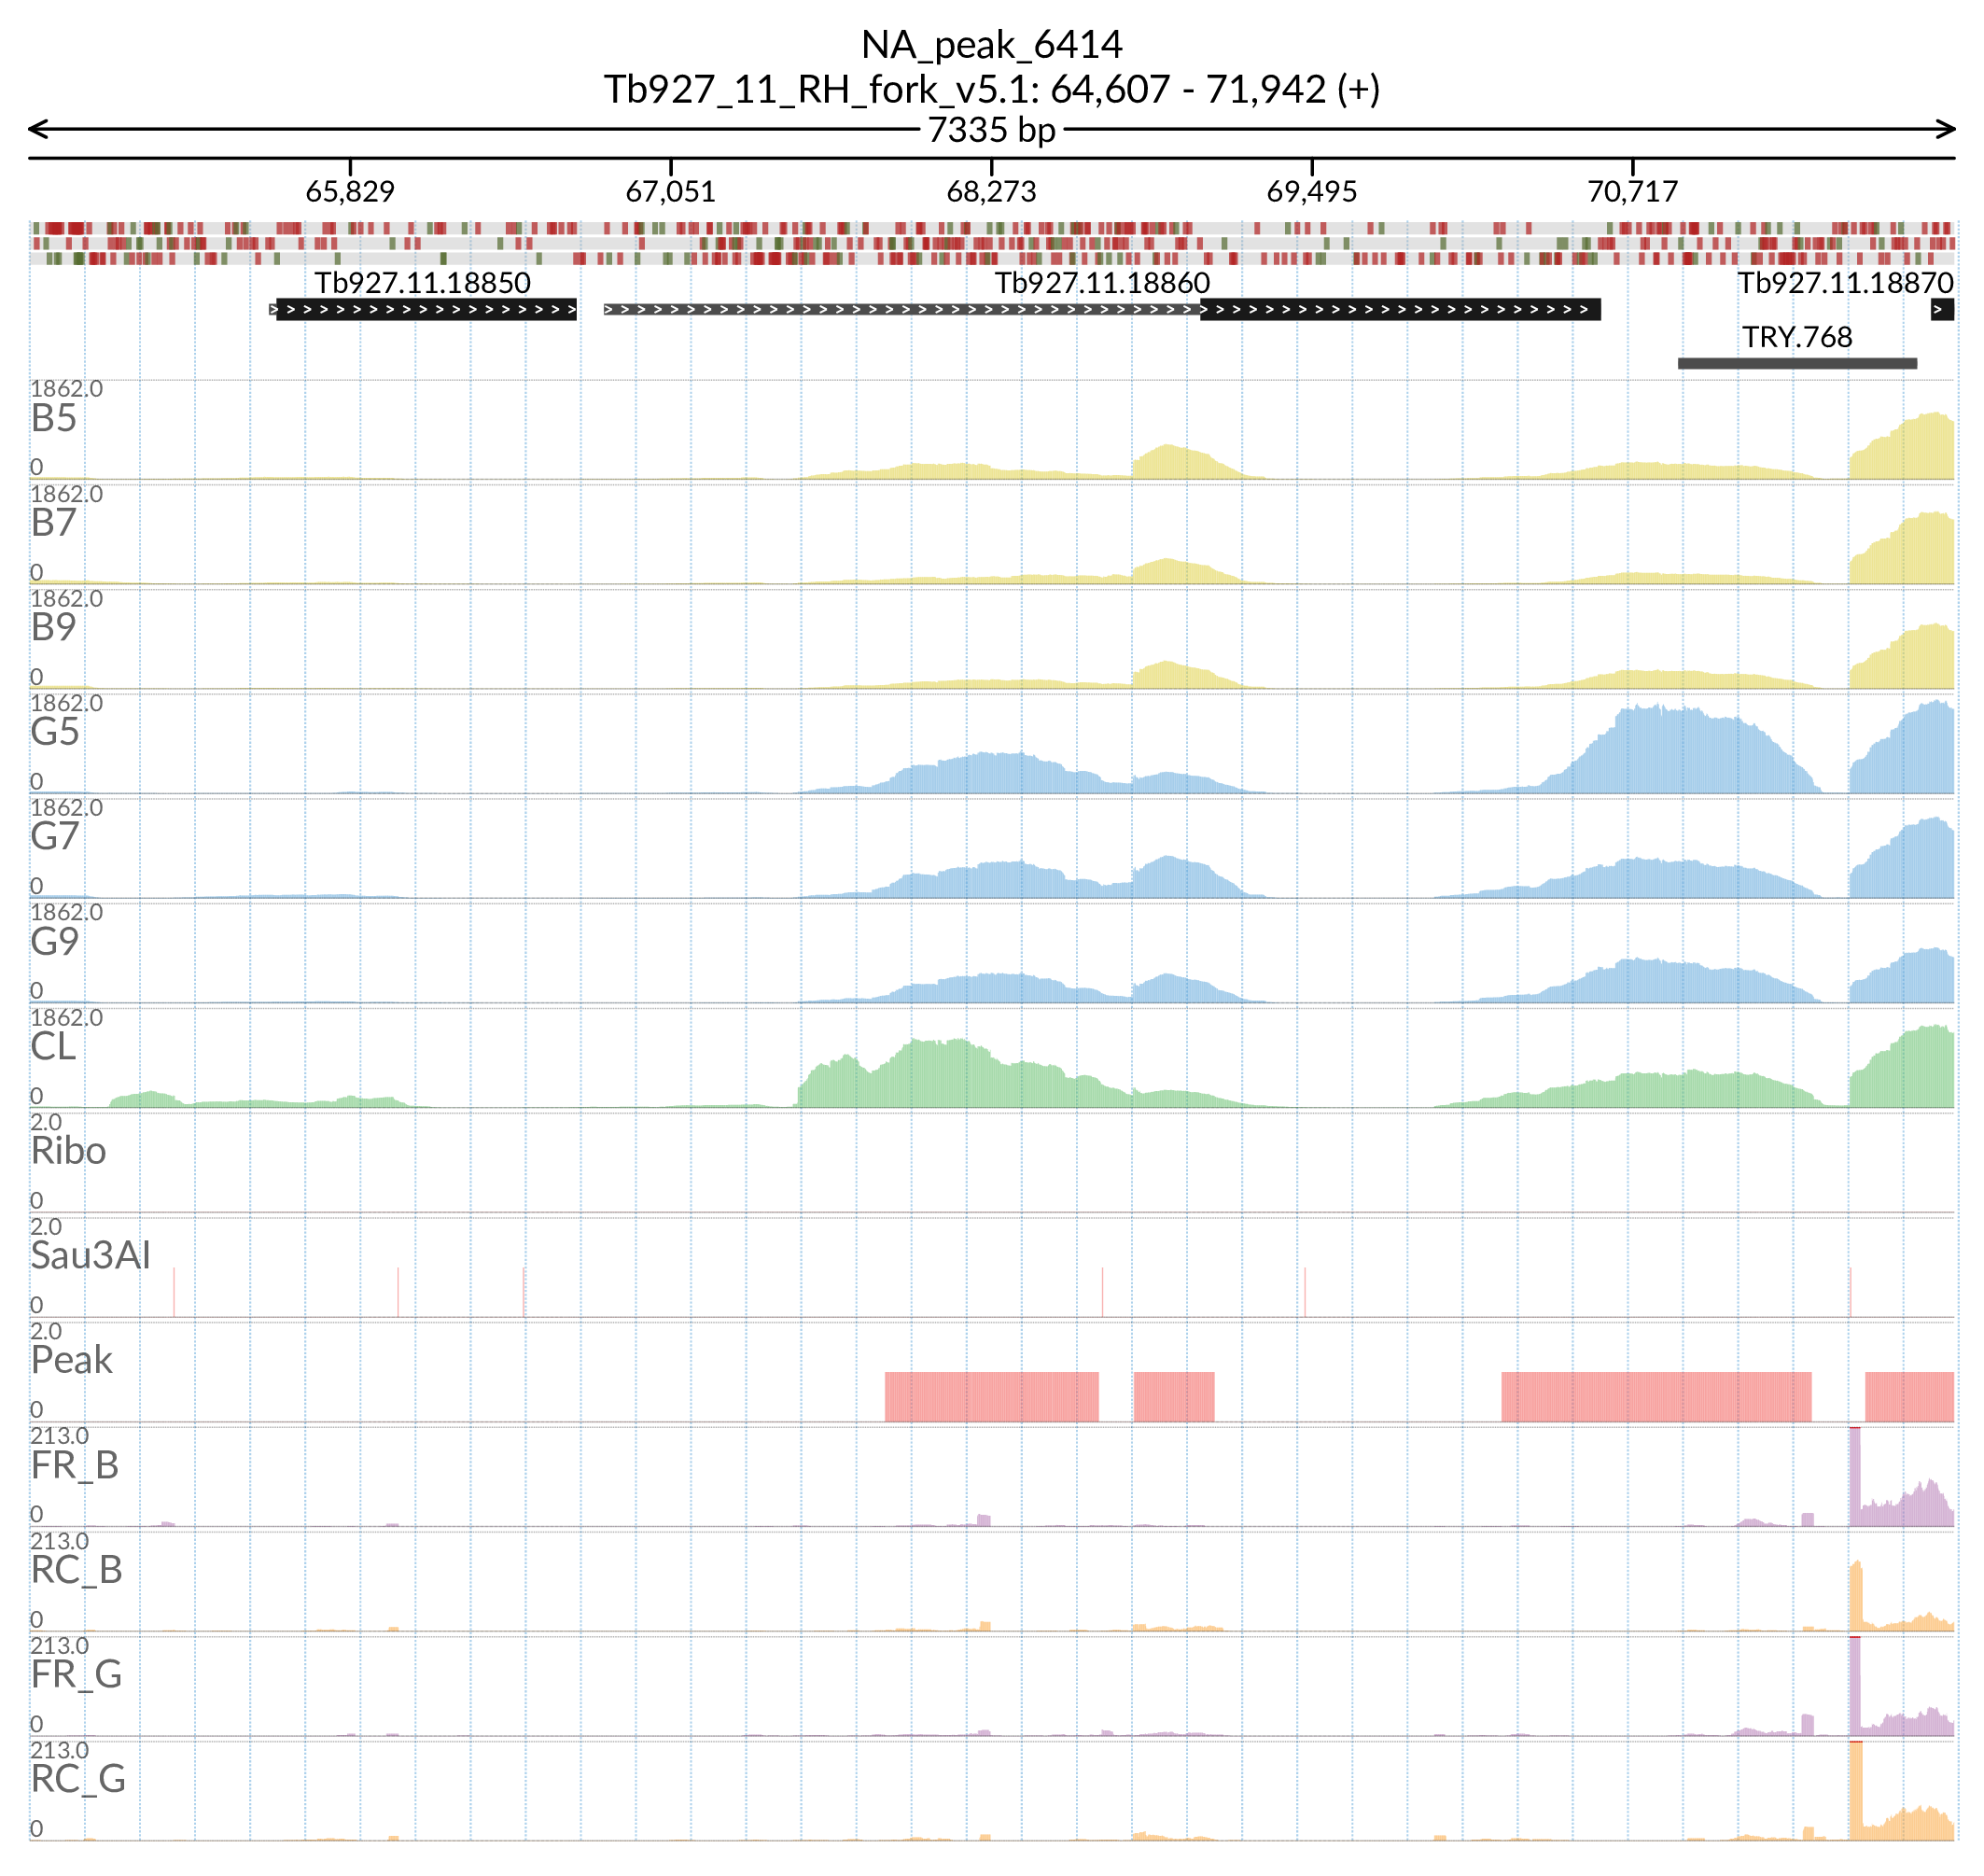 NA_peak_6414
Tb927_11_RH_fork_v5.1: 64,607 - 71,942 (+)
7335 bp
65,829 67,051 68,273 69,495 70,717
Tb927.11.18850 Tb927.11.18860 Tb927.11.18870
TRY.768
1862.0
B5
0
1862.0
B7
0
1862.0
B9
0
1862.0
G5
0
1862.0
G7
0
1862.0
G9
0
1862.0
CL
0
2.0
Ribo
0
2.0
Sau3AI
0
2.0
Peak
0
213.0
FR_B
0
213.0
RC_B
0
213.0
FR_G
0
213.0
RC_G
0